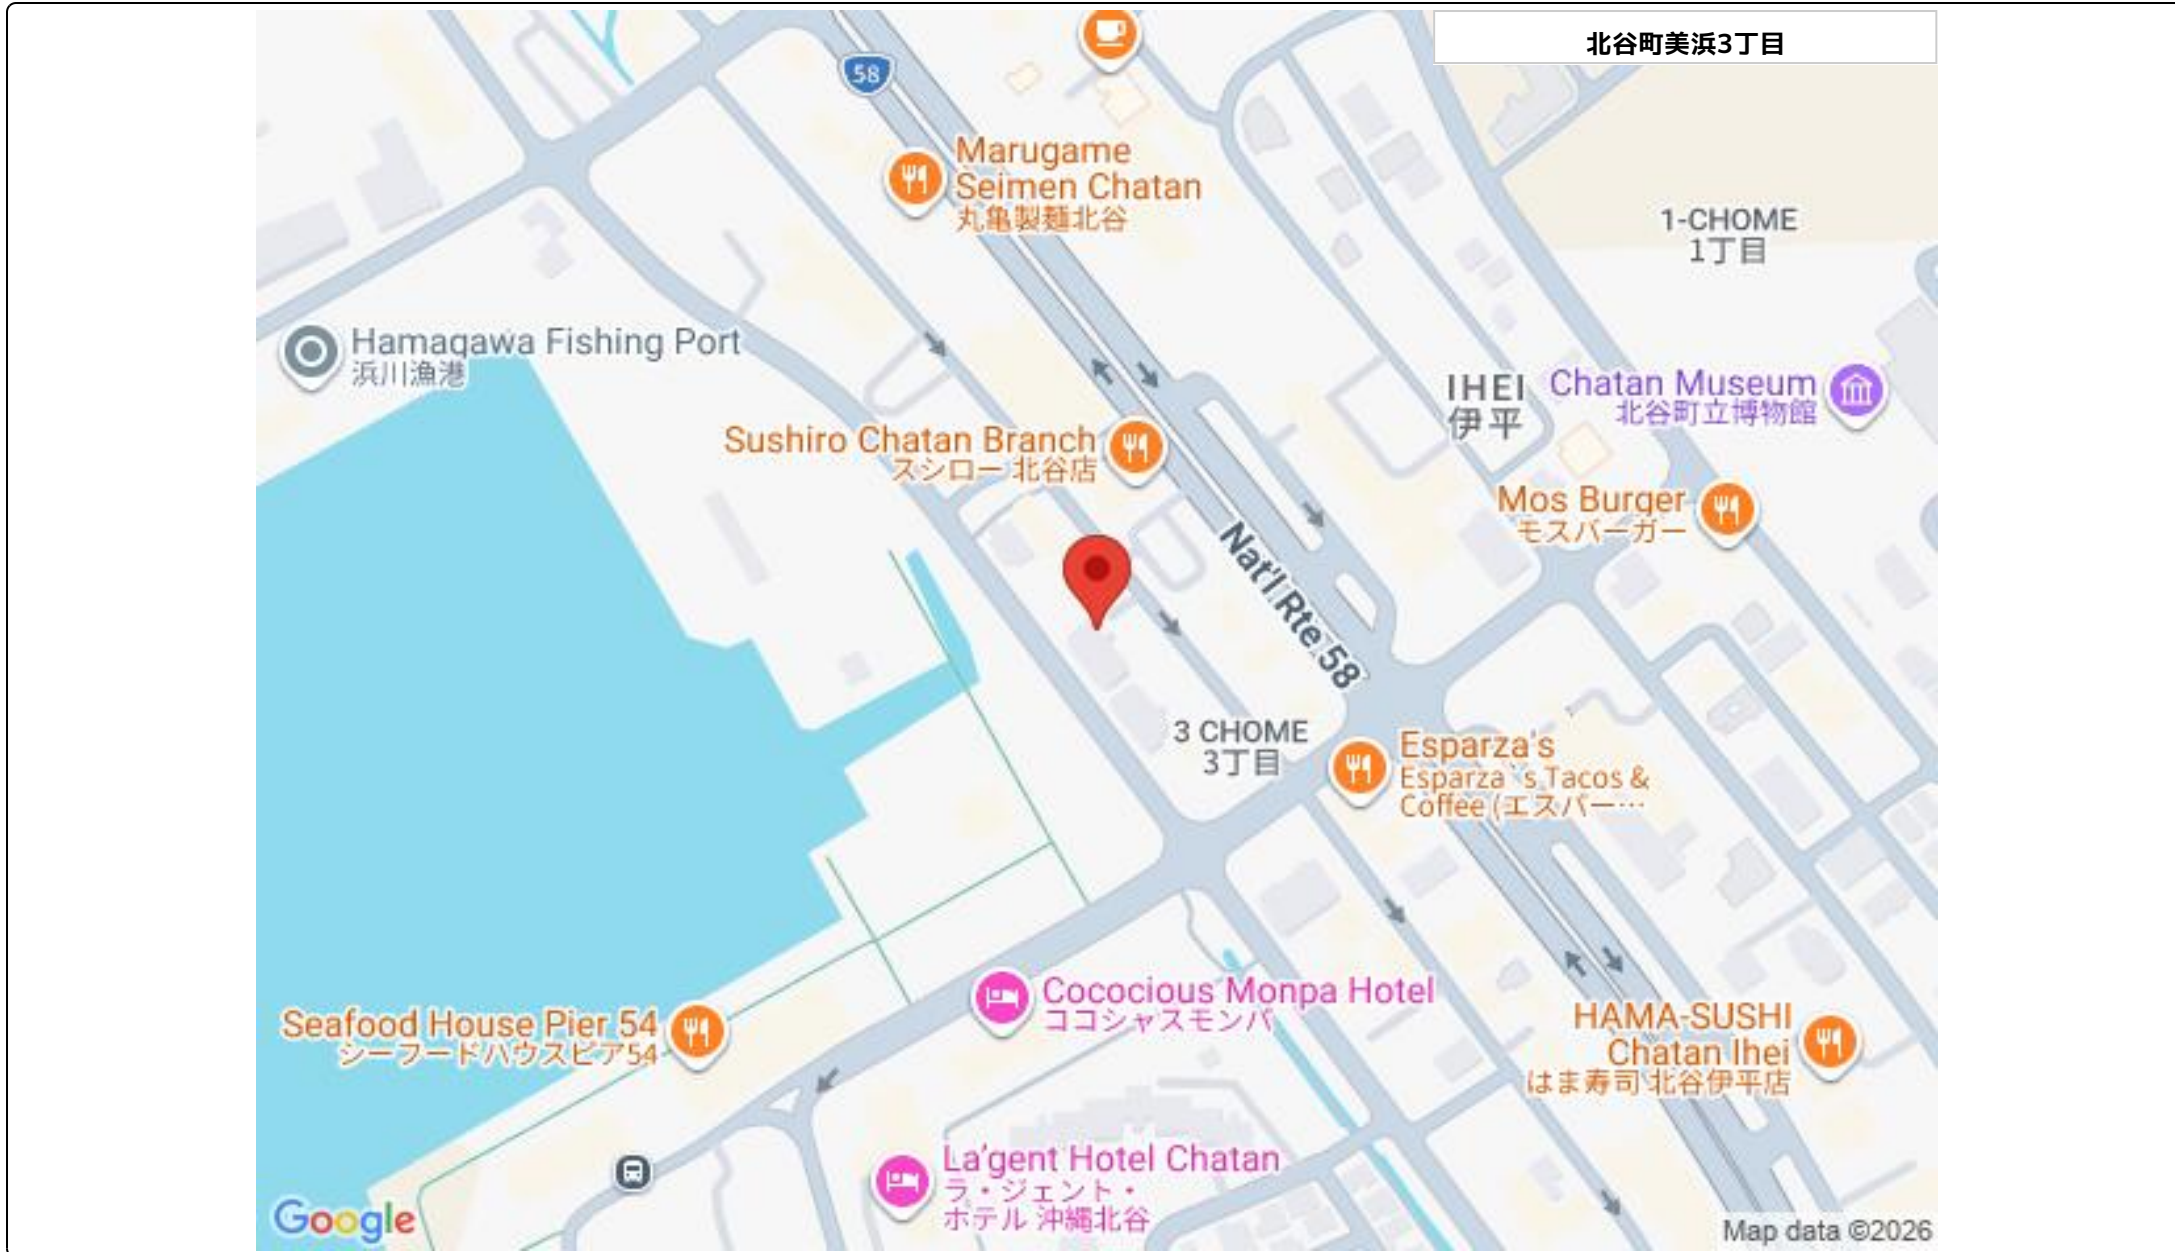 北谷町美浜3丁目
58
Marugame
Seimen Chatan
丸亀製麺北谷
1-CHOME
1丁目
Hamagawa Fishing Port
浜川漁港
IHEI
伊平
Chatan Museum
北谷町立博物館
Sushiro Chatan Branch
スシロー 北谷店
Mos Burger
モスバーガー
Nat'l Rte 58
3 CHOME
3丁目
Esparza's
Esparza's Tacos &
Coffee (エスパー…
Cococious Monpa Hotel
ココシャスモンパ
Seafood House Pier 54
シーフードハウスピア54
HAMA-SUSHI
Chatan Ihei
はま寿司 北谷伊平店
La'gent Hotel Chatan
ラ・ジェント・
ホテル 沖縄北谷
Google
Map data ©2026